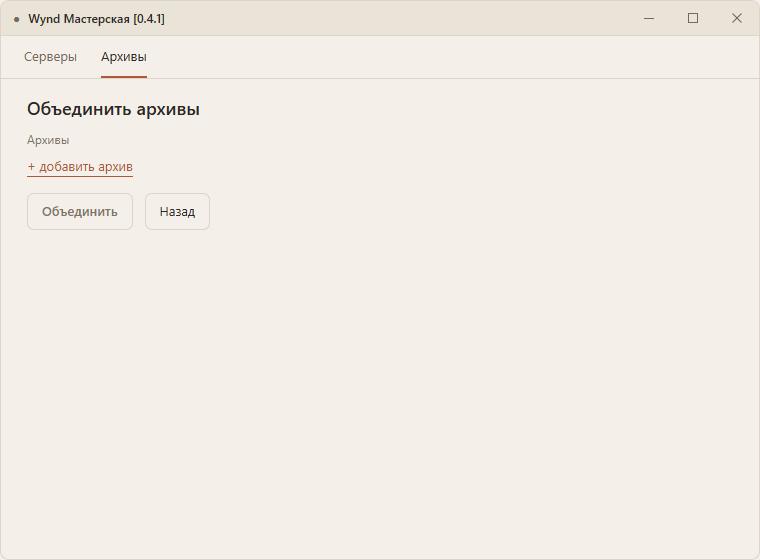 Wynd Мастерская [0.4.1]
Серверы Архивы
Объединить архивы
Архивы
+ добавить архив
Объединить Назад